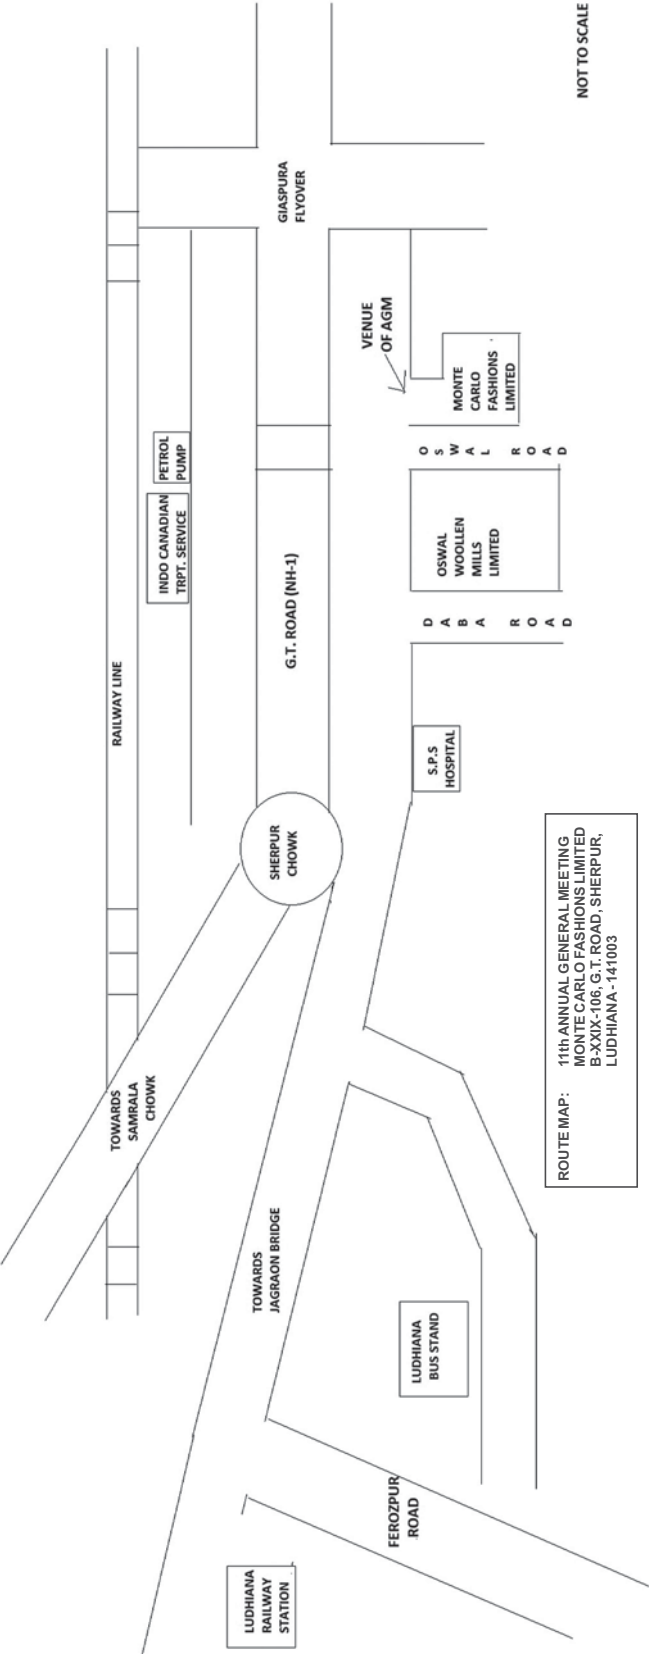 RAILWAY LINE
TOWARDS
SAMRALA
CHOWK
INDO CANADIAN
TRPT. SERVICE
PETROL
PUMP
LUDHIANA
RAILWAY
STATION
TOWARDS
JAGRAON BRIDGE
SHERPUR
CHOWK
G.T. ROAD (NH-1)
GIASPURA
FLYOVER
VENUE
OF AGM
FEROZPUR
ROAD
LUDHIANA
BUS STAND
S.P.S
HOSPITAL
DABA ROAD
OSWAL
WOOLLEN
MILLS
LIMITED
OSWAL ROAD
MONTE
CARLO
FASHIONS
LIMITED
ROUTE MAP: 11th ANNUAL GENERAL MEETING
MONTE CARLO FASHIONS LIMITED
B-XXIX-106, G.T. ROAD, SHERPUR,
LUDHIANA - 141003
NOT TO SCALE